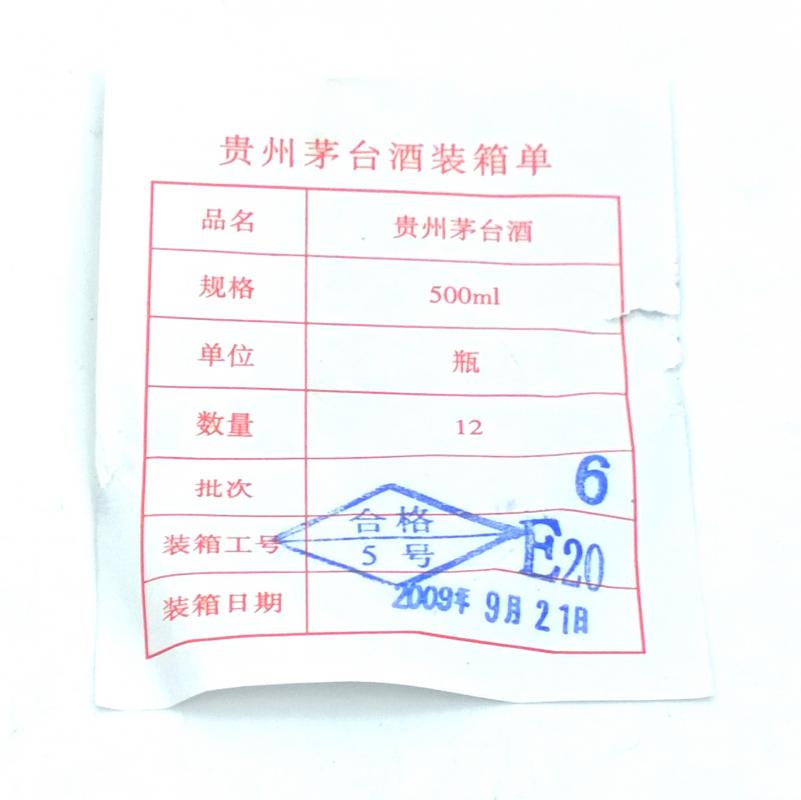 贵州茅台酒装箱单
品名 贵州茅台酒
规格 500ml
单位 瓶
数量 12
批次 6
合格
装箱工号 5号 E20
装箱日期 2009年9月21日